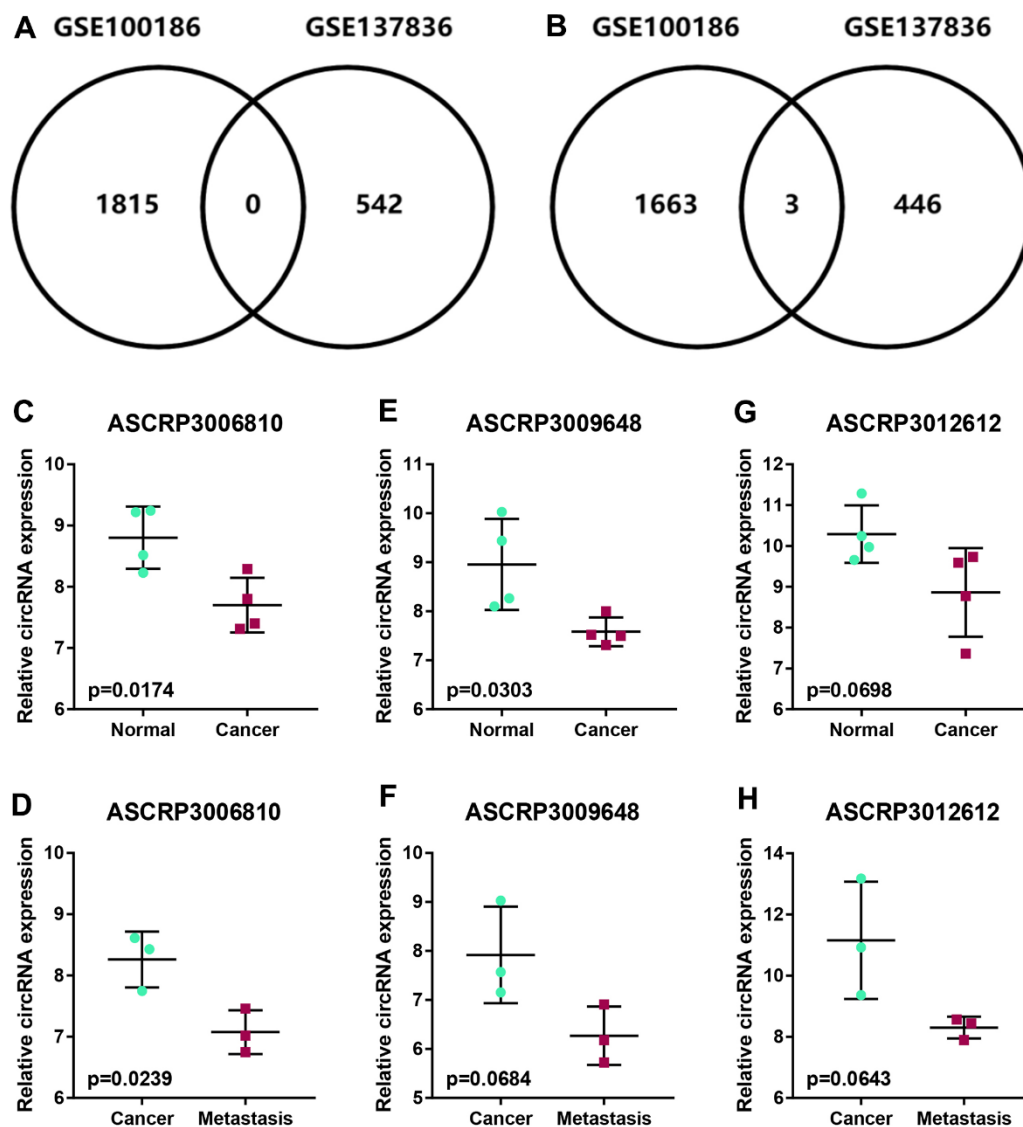 A GSE100186 GSE137836
1815 0 542
B GSE100186 GSE137836
1663 3 446
C ASCRP3006810
Relative circRNA expression
10
9
8
7
6
p=0.0174
Normal Cancer
E ASCRP3009648
Relative circRNA expression
11
10
9
8
7
6
p=0.0303
Normal Cancer
G ASCRP3012612
Relative circRNA expression
12
11
10
9
8
7
6
p=0.0698
Normal Cancer
D ASCRP3006810
Relative circRNA expression
10
9
8
7
6
p=0.0239
Cancer Metastasis
F ASCRP3009648
Relative circRNA expression
10
9
8
7
6
5
p=0.0684
Cancer Metastasis
H ASCRP3012612
Relative circRNA expression
14
12
10
8
6
p=0.0643
Cancer Metastasis